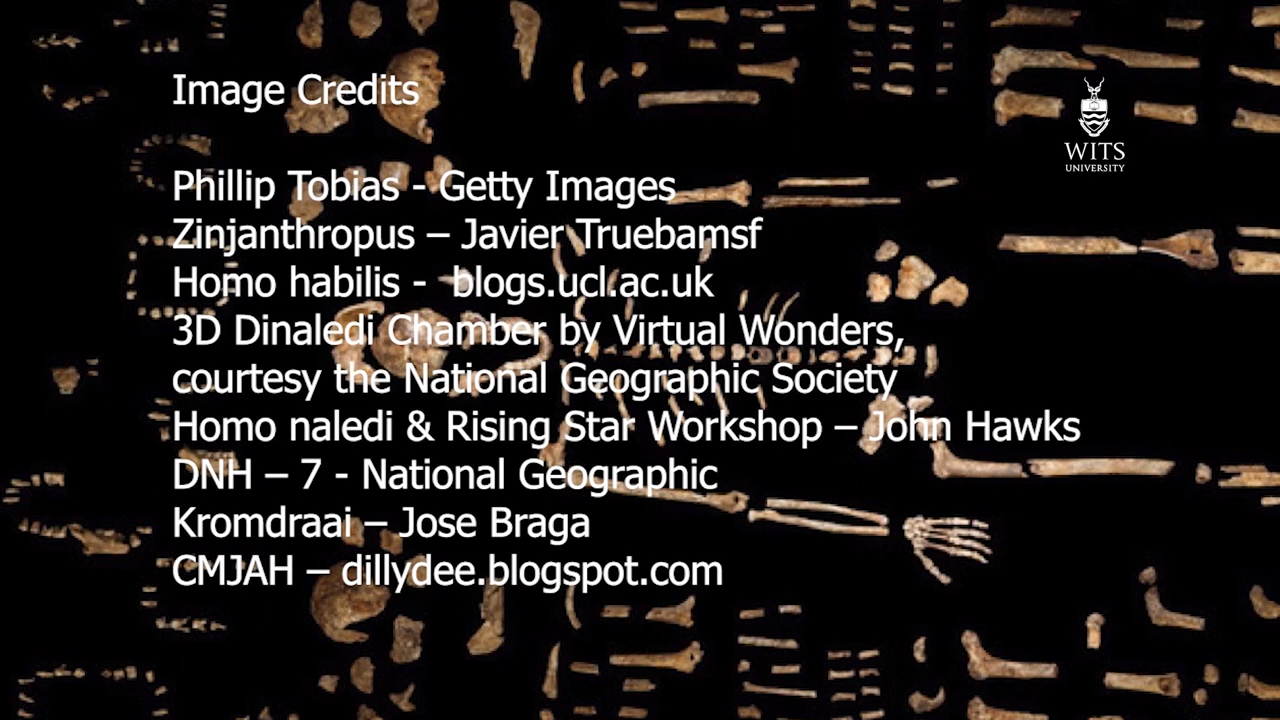 Image Credits
WITS
UNIVERSITY
Phillip Tobias - Getty Images
Zinjanthropus – Javier Truebamsf
Homo habilis -  blogs.ucl.ac.uk
3D Dinaledi Chamber by Virtual Wonders,
courtesy the National Geographic Society
Homo naledi & Rising Star Workshop – John Hawks
DNH – 7 - National Geographic
Kromdraai – Jose Braga
CMJAH – dillydee.blogspot.com